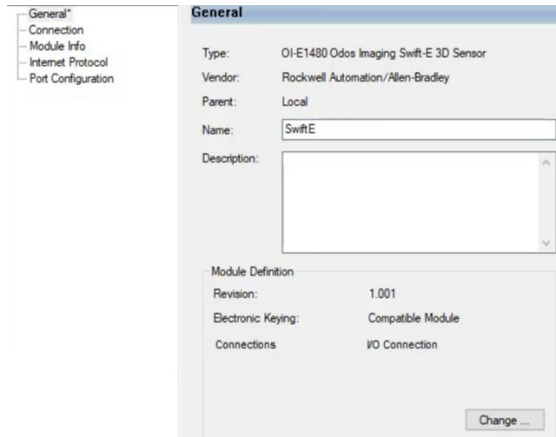 General*
Connection
Module Info
Internet Protocol
Port Configuration
General
Type: OI-E1480 Odos Imaging Swift-E 3D Sensor
Vendor: Rockwell Automation/Allen-Bradley
Parent: Local
Name: SwiftE
Description:
Module Definition
Revision: 1.001
Electronic Keying: Compatible Module
Connections I/O Connection
Change ...